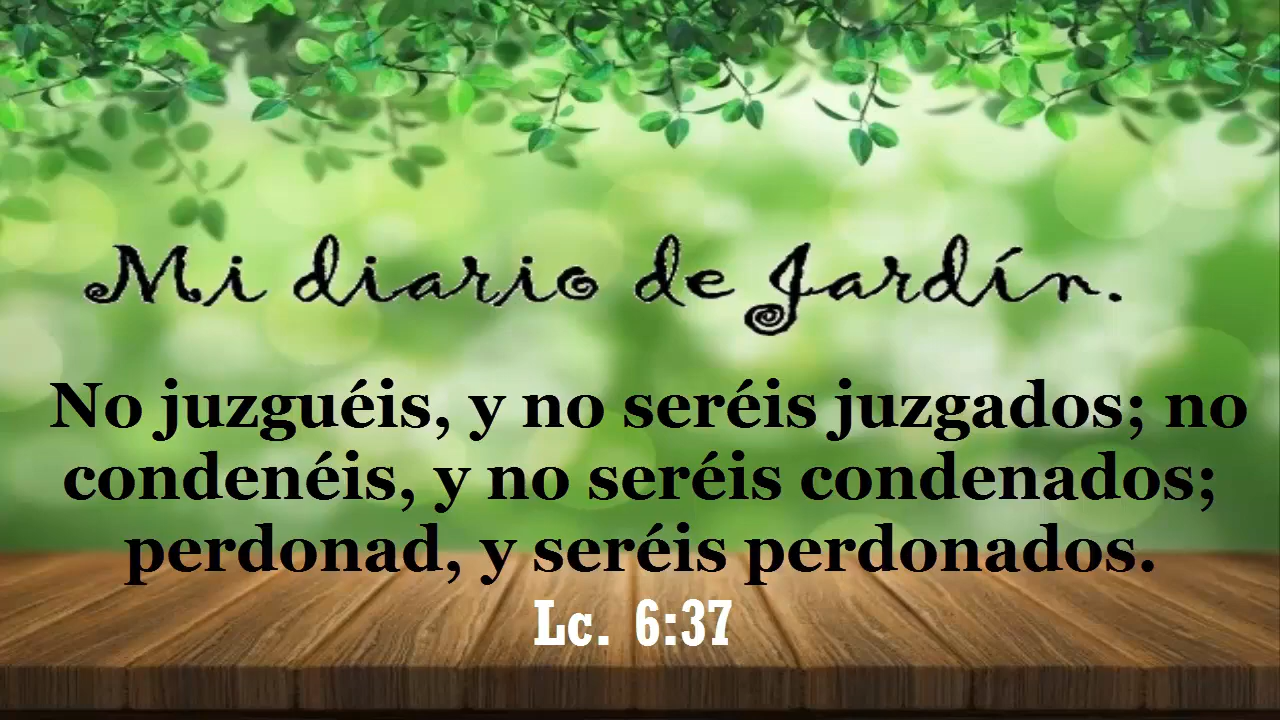 Mi diario de Jardín.
No juzguéis, y no seréis juzgados; no
condenéis, y no seréis condenados;
perdonad, y seréis perdonados.
Lc. 6:37